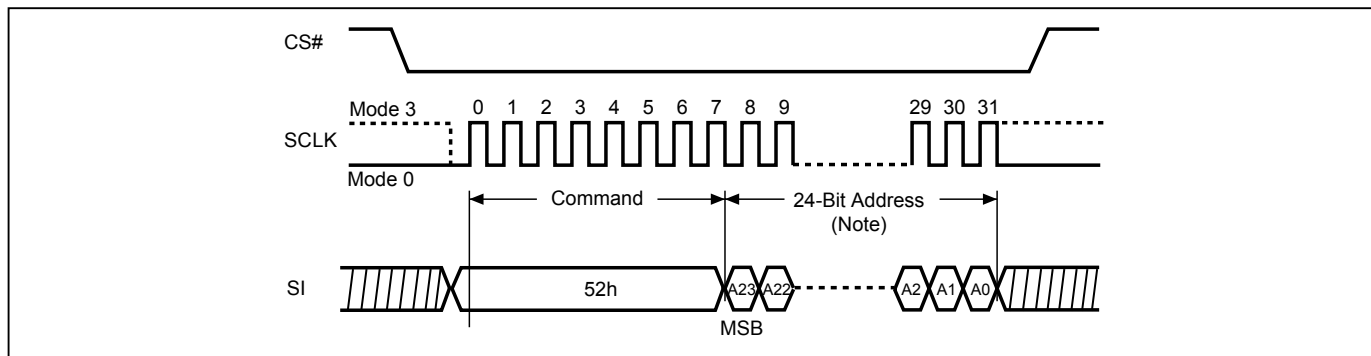 CS#
Mode 3
0 1 2 3 4 5 6 7 8 9 29 30 31
SCLK
Mode 0
Command
24-Bit Address
(Note)
SI
52h
A23 A22 A2 A1 A0
MSB